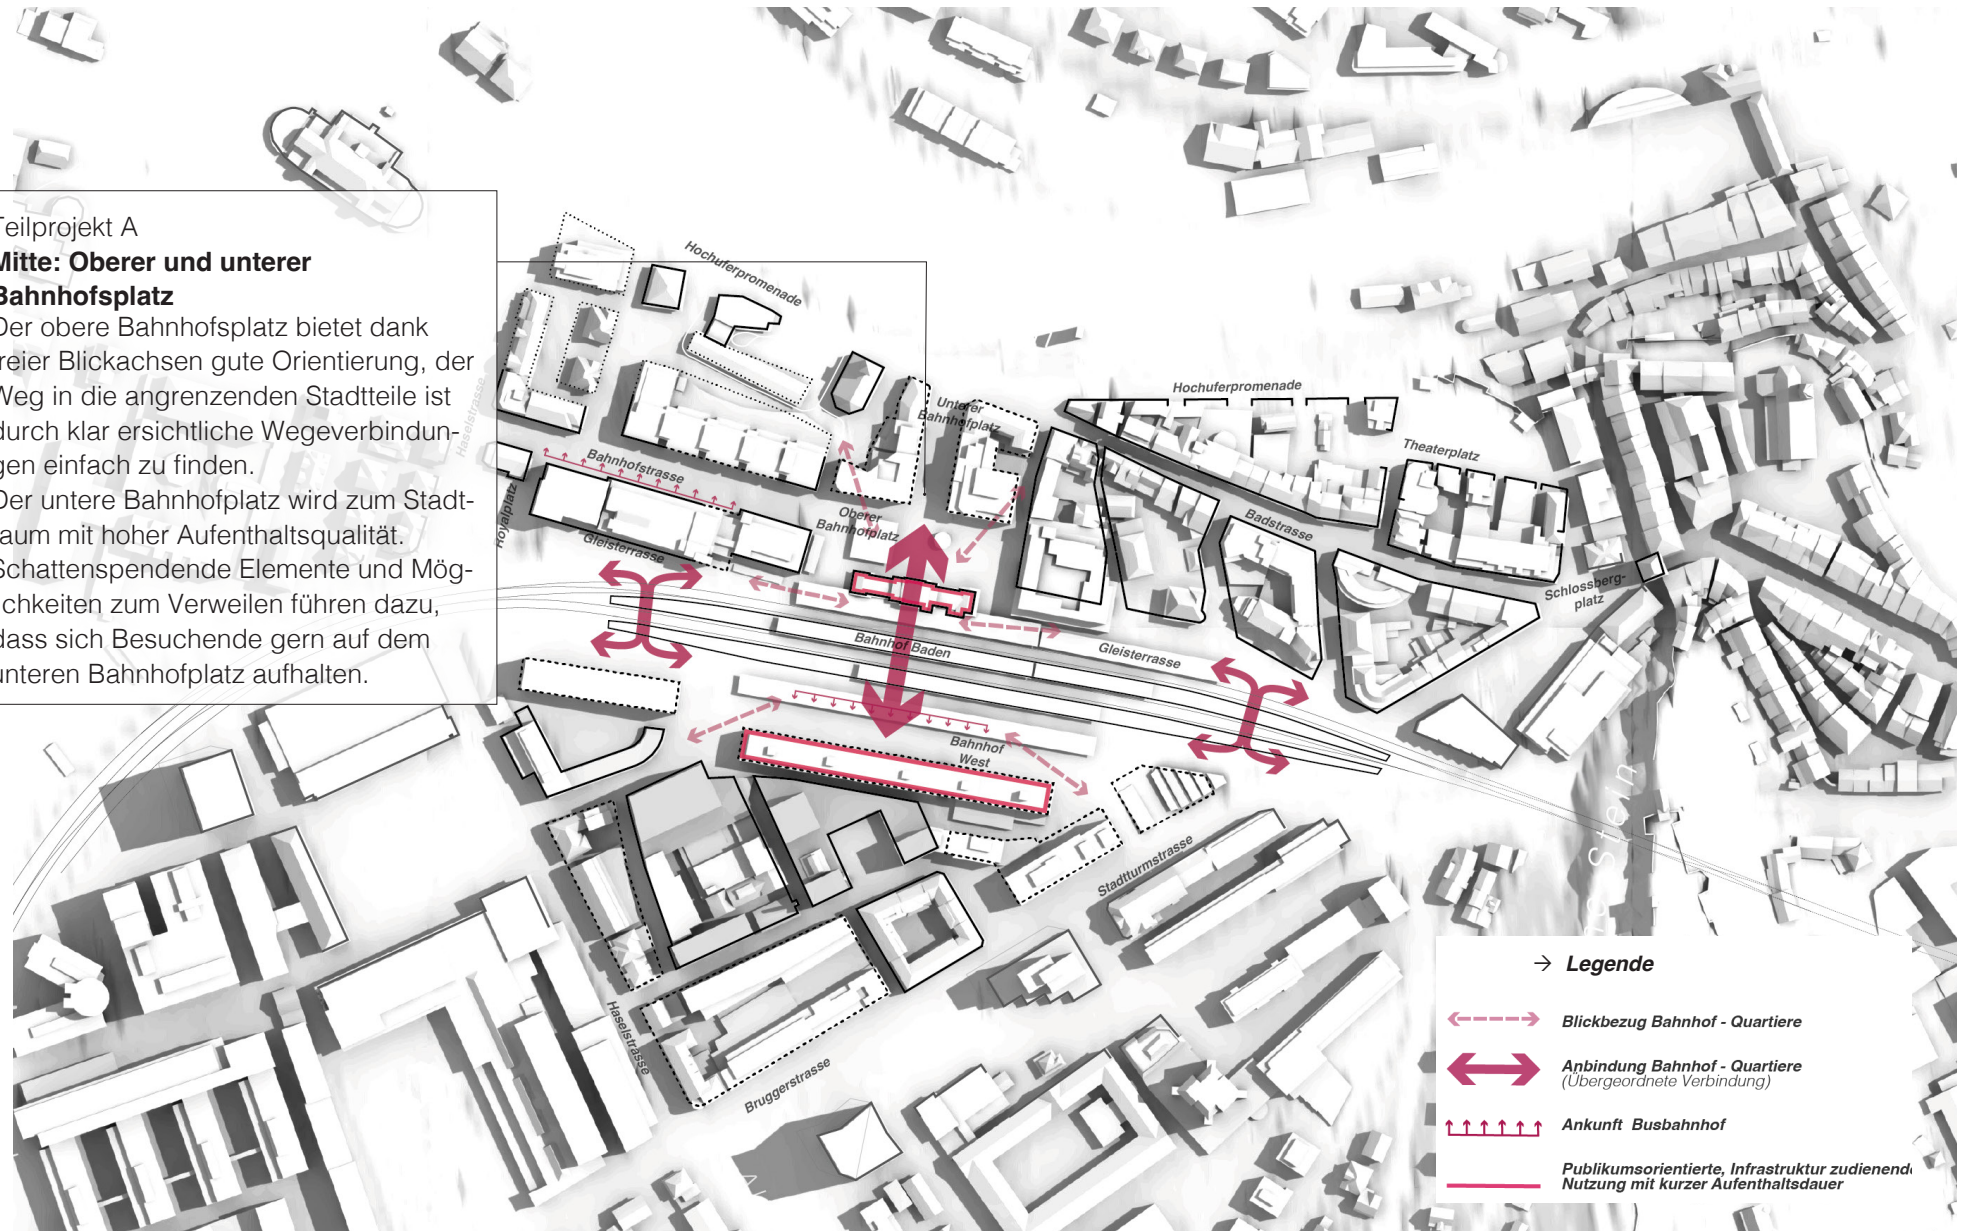 Teilprojekt A
Mitte: Oberer und unterer
Bahnhofsplatz
Der obere Bahnhofsplatz bietet dank
freier Blickachsen gute Orientierung, der
Weg in die angrenzenden Stadtteile ist
durch klar ersichtliche Wegeverbindun-
gen einfach zu finden.
Der untere Bahnhofplatz wird zum Stadt-
raum mit hoher Aufenthaltsqualität.
Schattenspendende Elemente und Mög-
lichkeiten zum Verweilen führen dazu,
dass sich Besuchende gern auf dem
unteren Bahnhofplatz aufhalten.
Hochuferpromenade
Haselstrasse
Bahnhofstrasse
Royalplatz
Gleisterrasse
Oberer
Bahnhofplatz
Unterer
Bahnhofplatz
Hochuferpromenade
Theaterplatz
Badstrasse
Schlossberg-
platz
Bahnhof Baden
Gleisterrasse
Bahnhof
West
Stadtturmstrasse
Haselstrasse
Bruggerstrasse
Stein
→ Legende
Blickbezug Bahnhof - Quartiere
Anbindung Bahnhof - Quartiere
(Übergeordnete Verbindung)
Ankunft Busbahnhof
Publikumsorientierte, Infrastruktur zudienende
Nutzung mit kurzer Aufenthaltsdauer